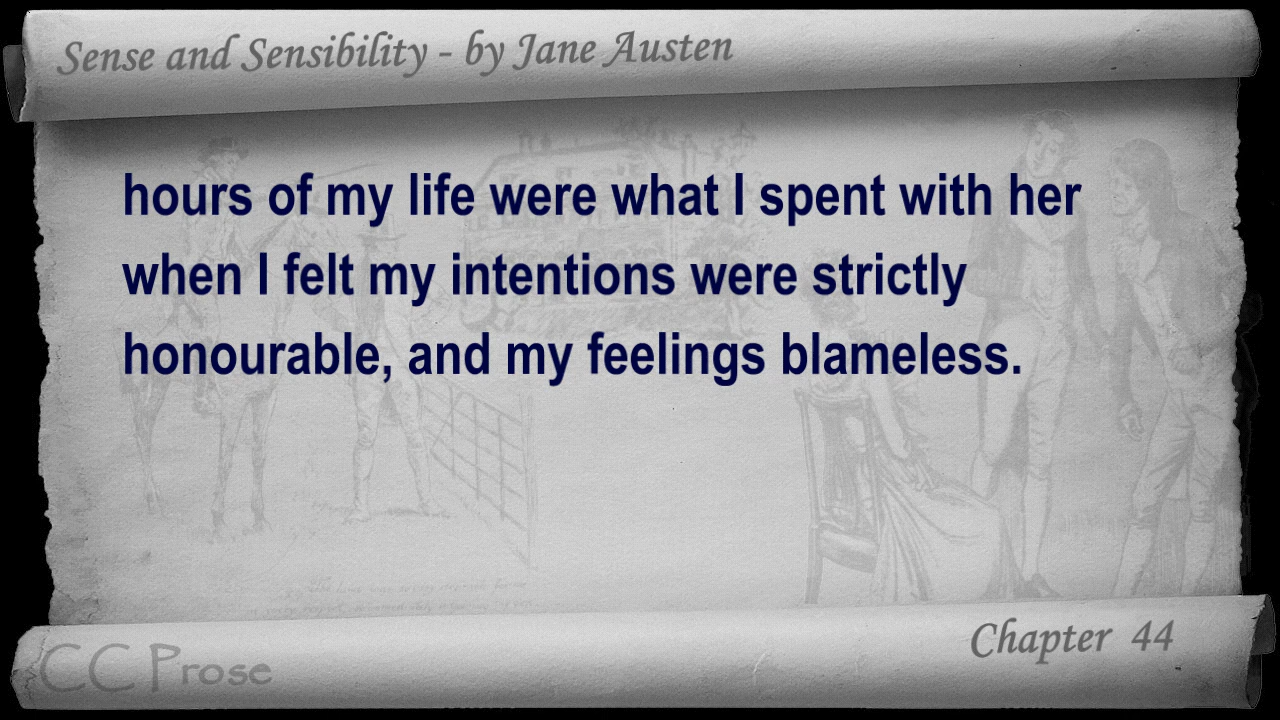 Sense and Sensibility - by Jane Austen
hours of my life were what I spent with her
when I felt my intentions were strictly
honourable, and my feelings blameless.
Chapter 44
CC Prose